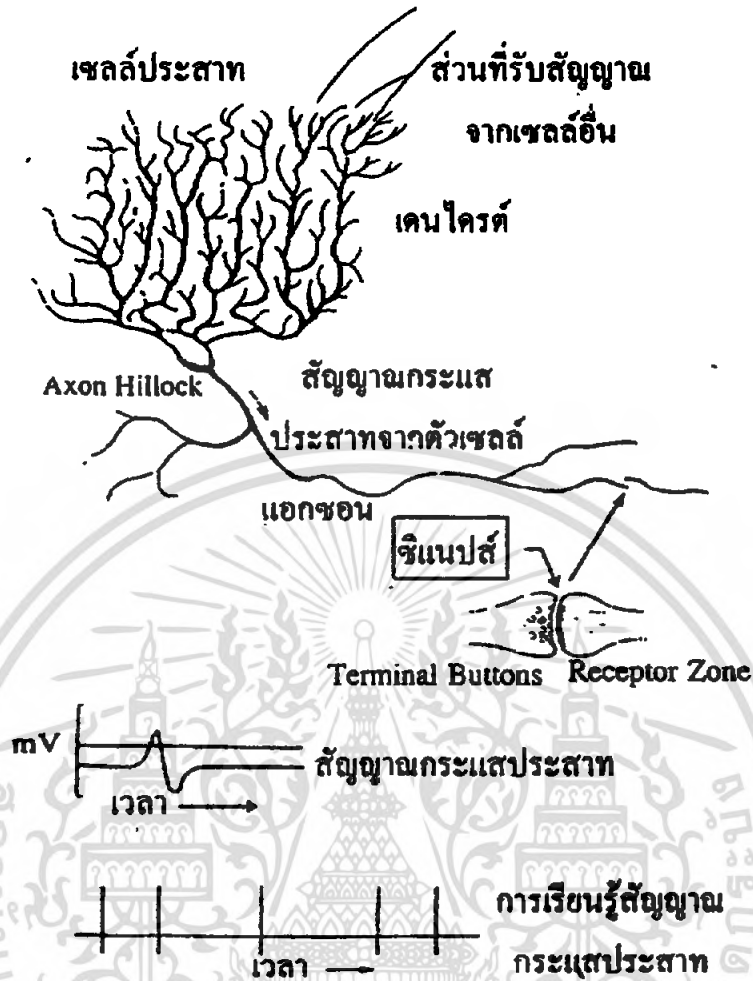 เซลล์ประสาท
ส่วนที่รับสัญญาณ
จากเซลล์อื่น
เดนไดรต์
Axon Hillock
สัญญาณกระแส
ประสาทจากตัวเซลล์
แอกซอน
ซิแนปส์
Terminal Buttons
Receptor Zone
mV
สัญญาณกระแสประสาท
เวลา
การเรียนรู้สัญญาณ
กระแสประสาท
เวลา